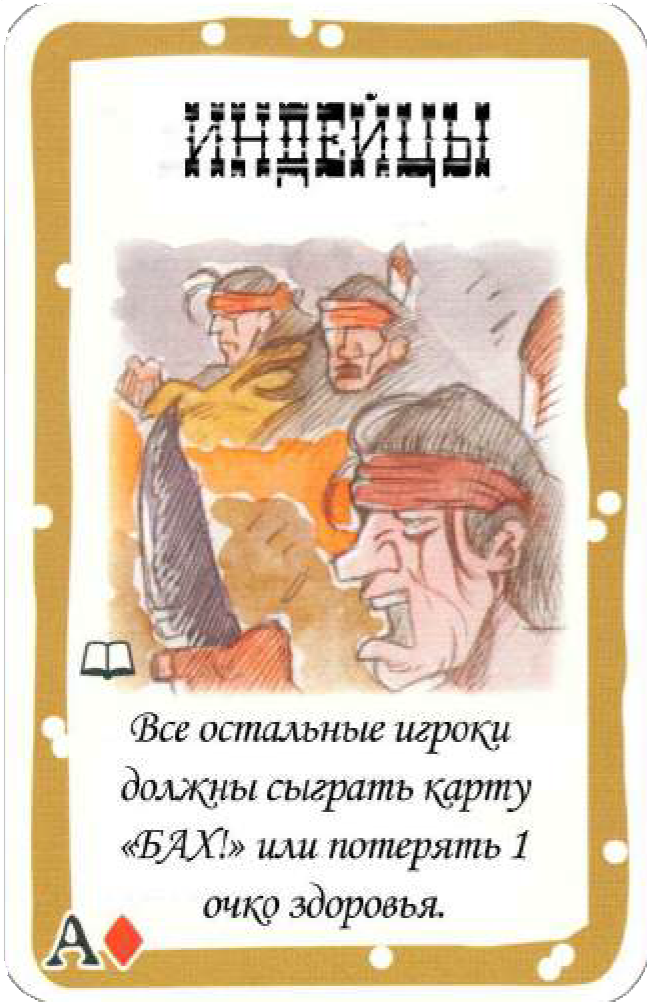 ИНДЕЙЦЫ
Все остальные игроки
должны сыграть карту
«БАХ!» или потерять 1
очко здоровья.
A♦